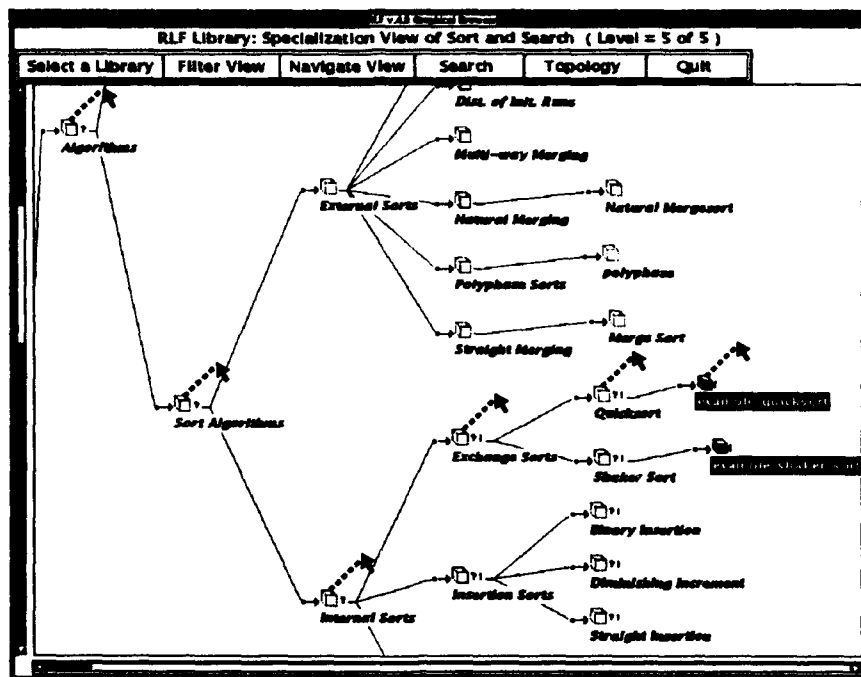 RLF Library: Specialization View of Sort and Search ( Level = 5 of 5 )
Select a Library Filter View Navigate View Search Topology Quit
Dist. of Init. Runs
Algorithms
Multi-way Merging
External Sorts
Natural Merging
Natural Mergesort
Polyphase Sorts
polyphase
Straight Merging
Merge Sort
Sort Algorithms
?
Quicksort
?!
example quicksort
Exchange Sorts
?!
Shaker Sort
?!
Binary Insertion
?!
Internal Sorts
?
Insertion Sorts
?!
Diminishing Increment
?!
Straight Insertion
?!